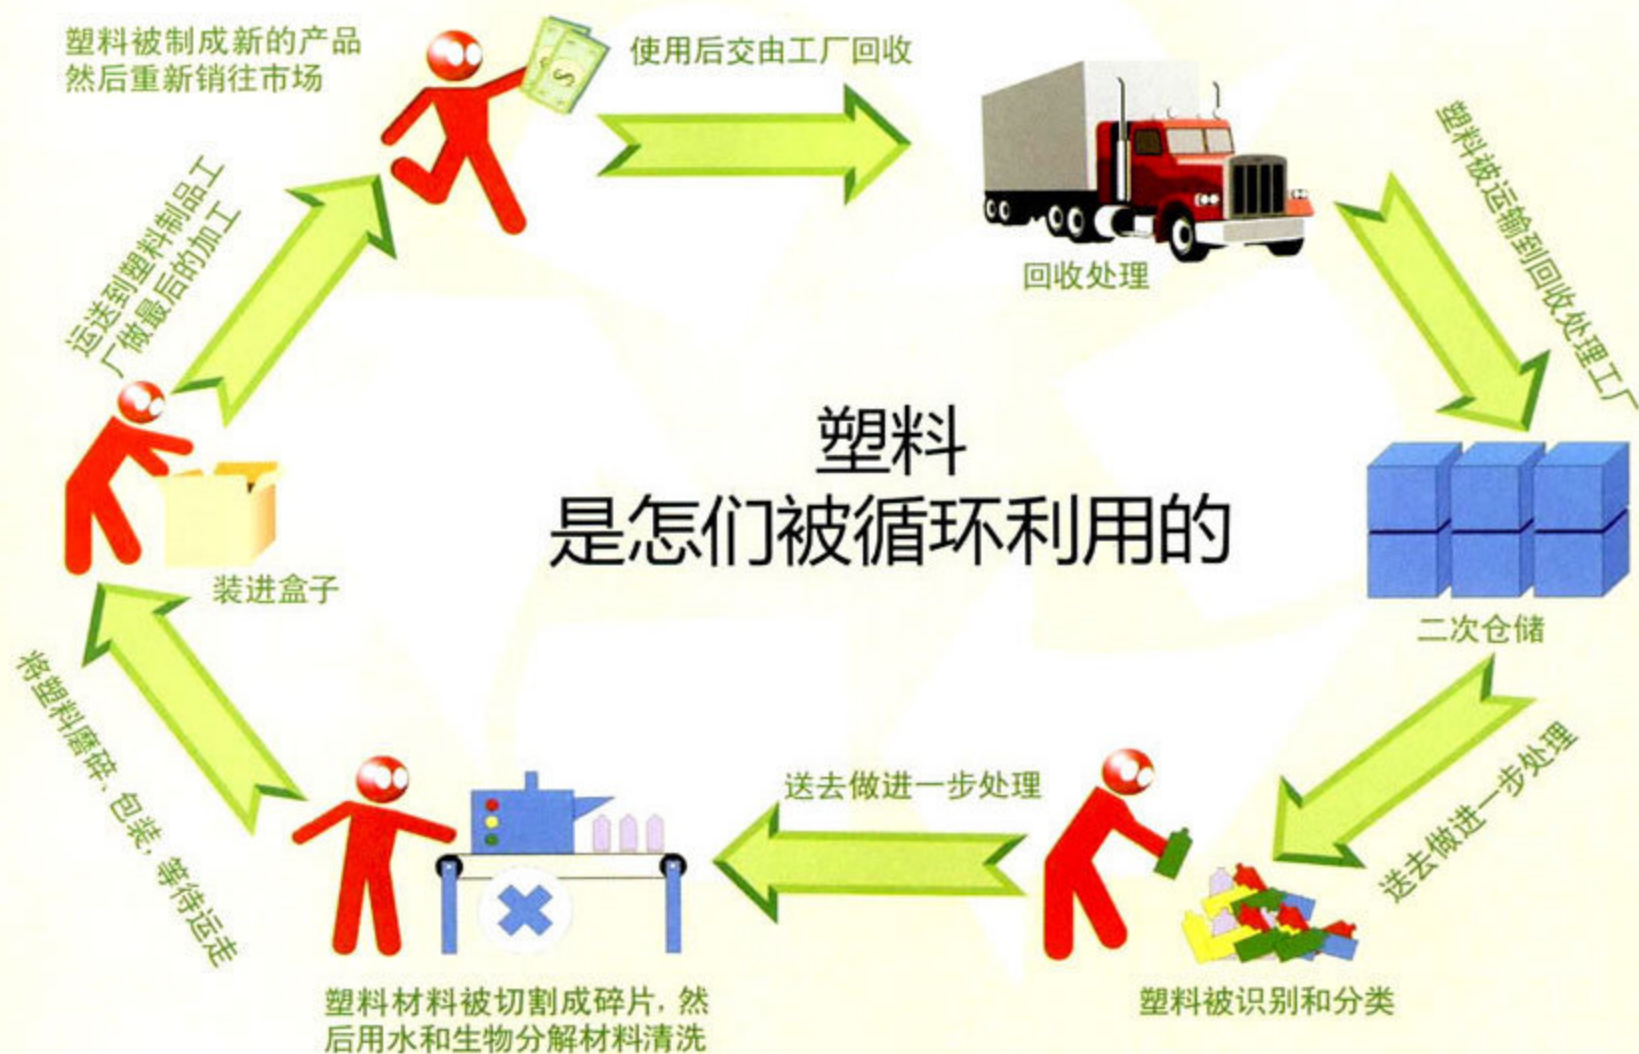 塑料被制成新的产品
然后重新销往市场
使用后交由工厂回收
回收处理
塑料被运输到回收处理工厂
运送到塑料制品工
厂做最后的加工
塑料
是怎们被循环利用的
装进盒子
二次仓储
送去做进一步处理
送去做进一步处理
将塑料磨碎、包装，等待运走
塑料材料被切割成碎片，然
后用水和生物分解材料清洗
塑料被识别和分类